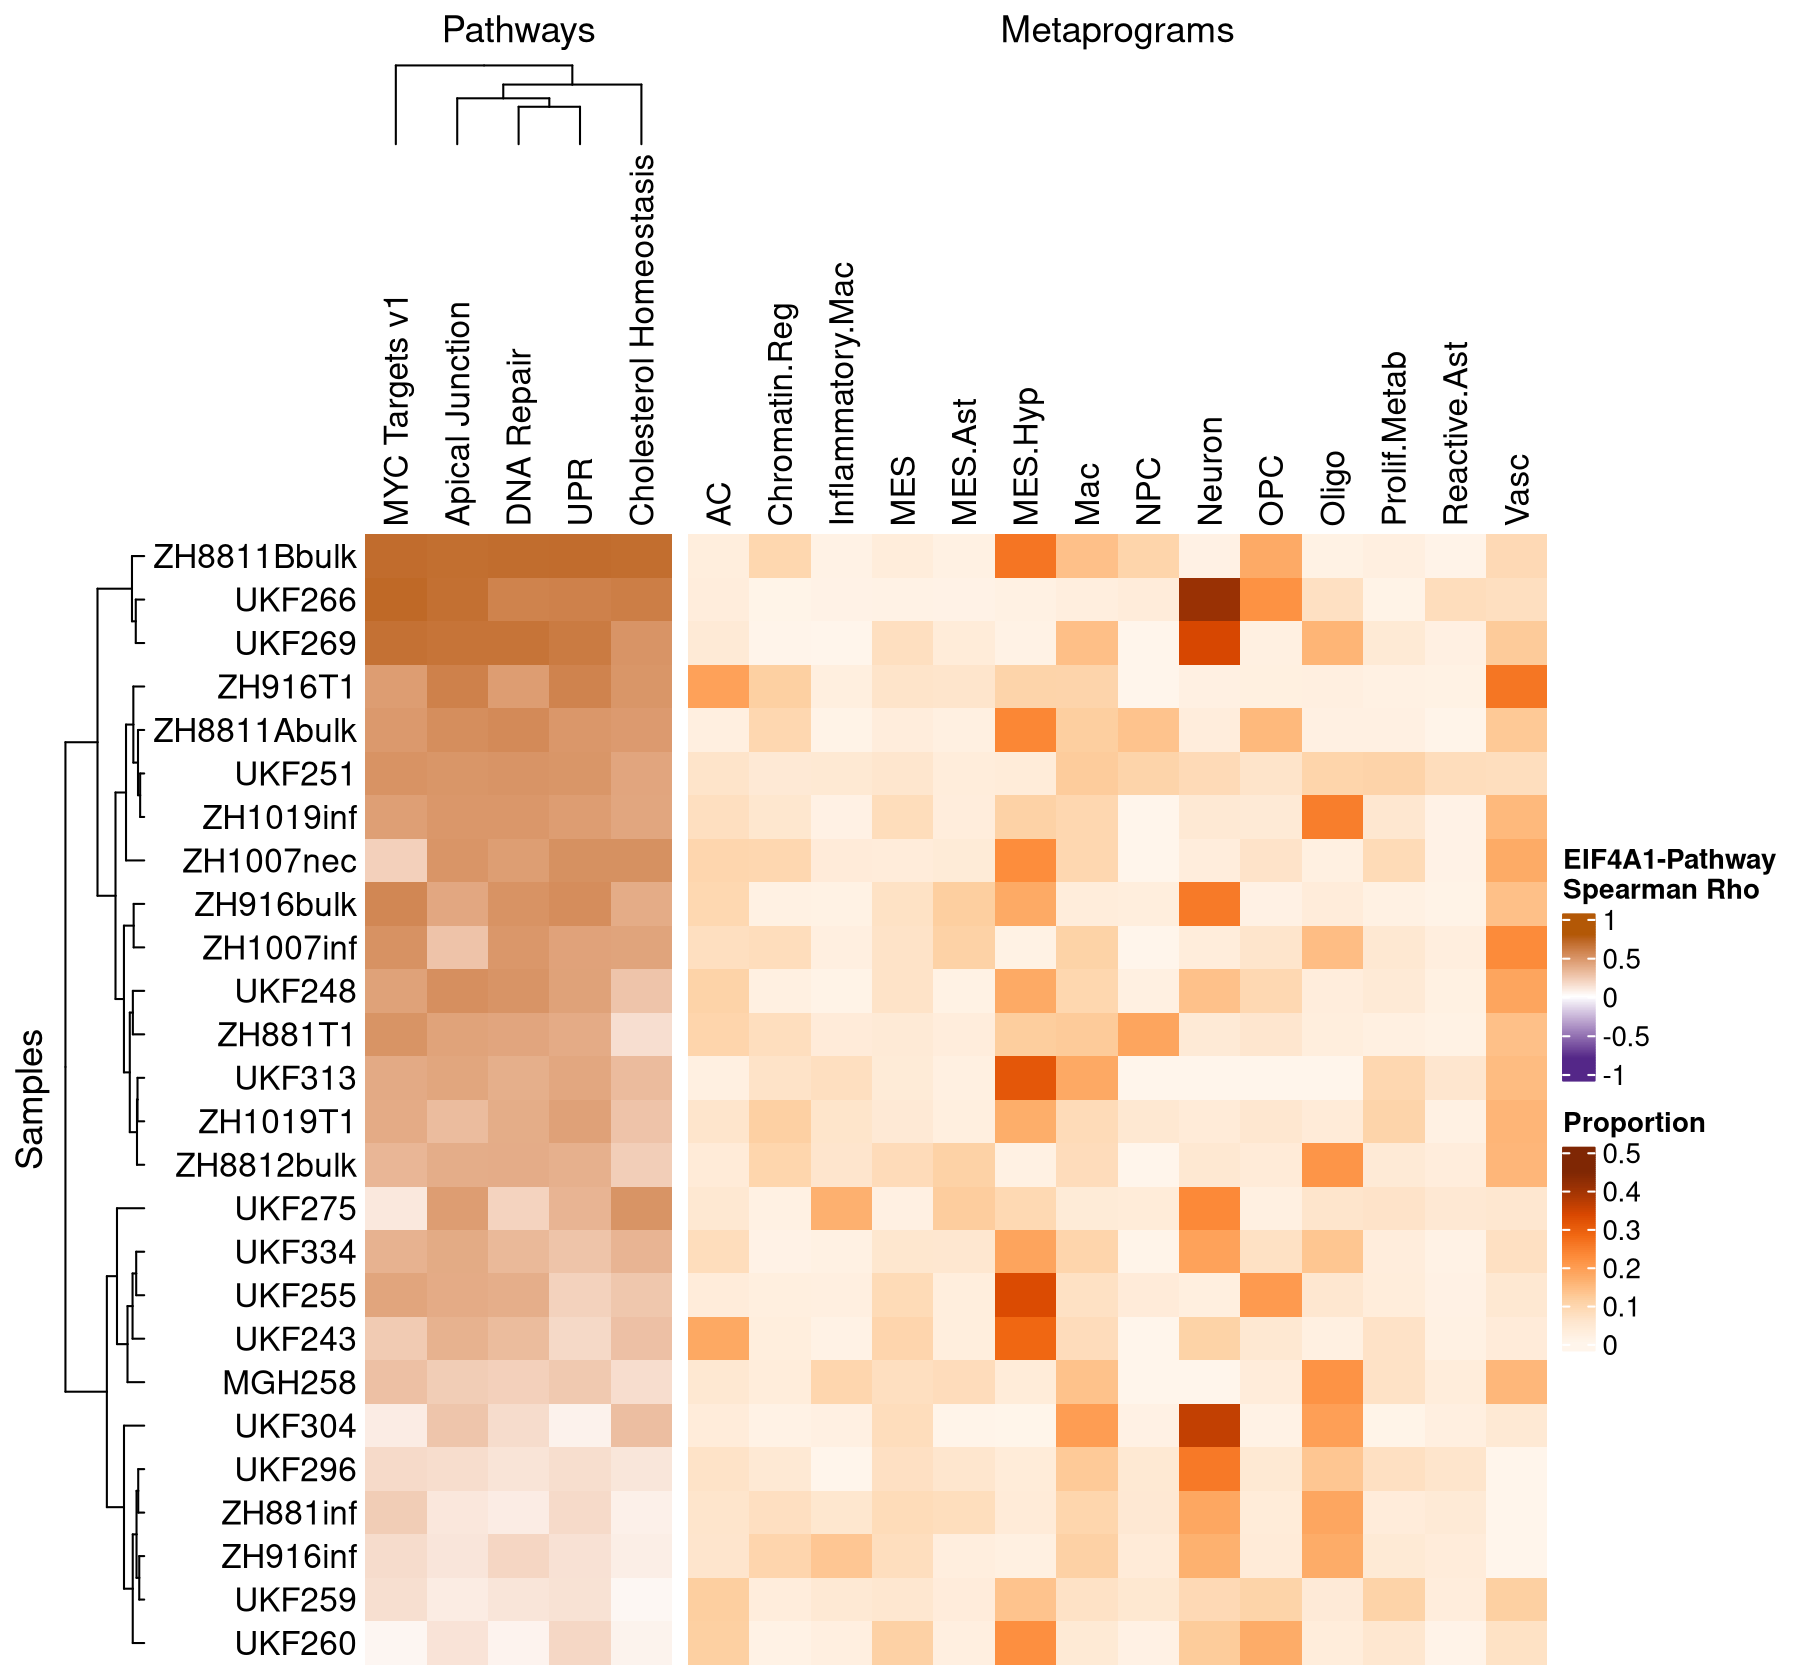 Pathways
Metaprograms
MYC Targets v1
Apical Junction
DNA Repair
UPR
Cholesterol Homeostasis
AC
Chromatin.Reg
Inflammatory.Mac
MES
MES.Ast
MES.Hyp
Mac
NPC
Neuron
OPC
Oligo
Prolif.Metab
Reactive.Ast
Vasc
Samples
ZH8811Bbulk
UKF266
UKF269
ZH916T1
ZH8811Abulk
UKF251
ZH1019inf
ZH1007nec
ZH916bulk
ZH1007inf
UKF248
ZH881T1
UKF313
ZH1019T1
ZH8812bulk
UKF275
UKF334
UKF255
UKF243
MGH258
UKF304
UKF296
ZH881inf
ZH916inf
UKF259
UKF260
EIF4A1-Pathway
Spearman Rho
1
0.5
0
-0.5
-1
Proportion
0.5
0.4
0.3
0.2
0.1
0